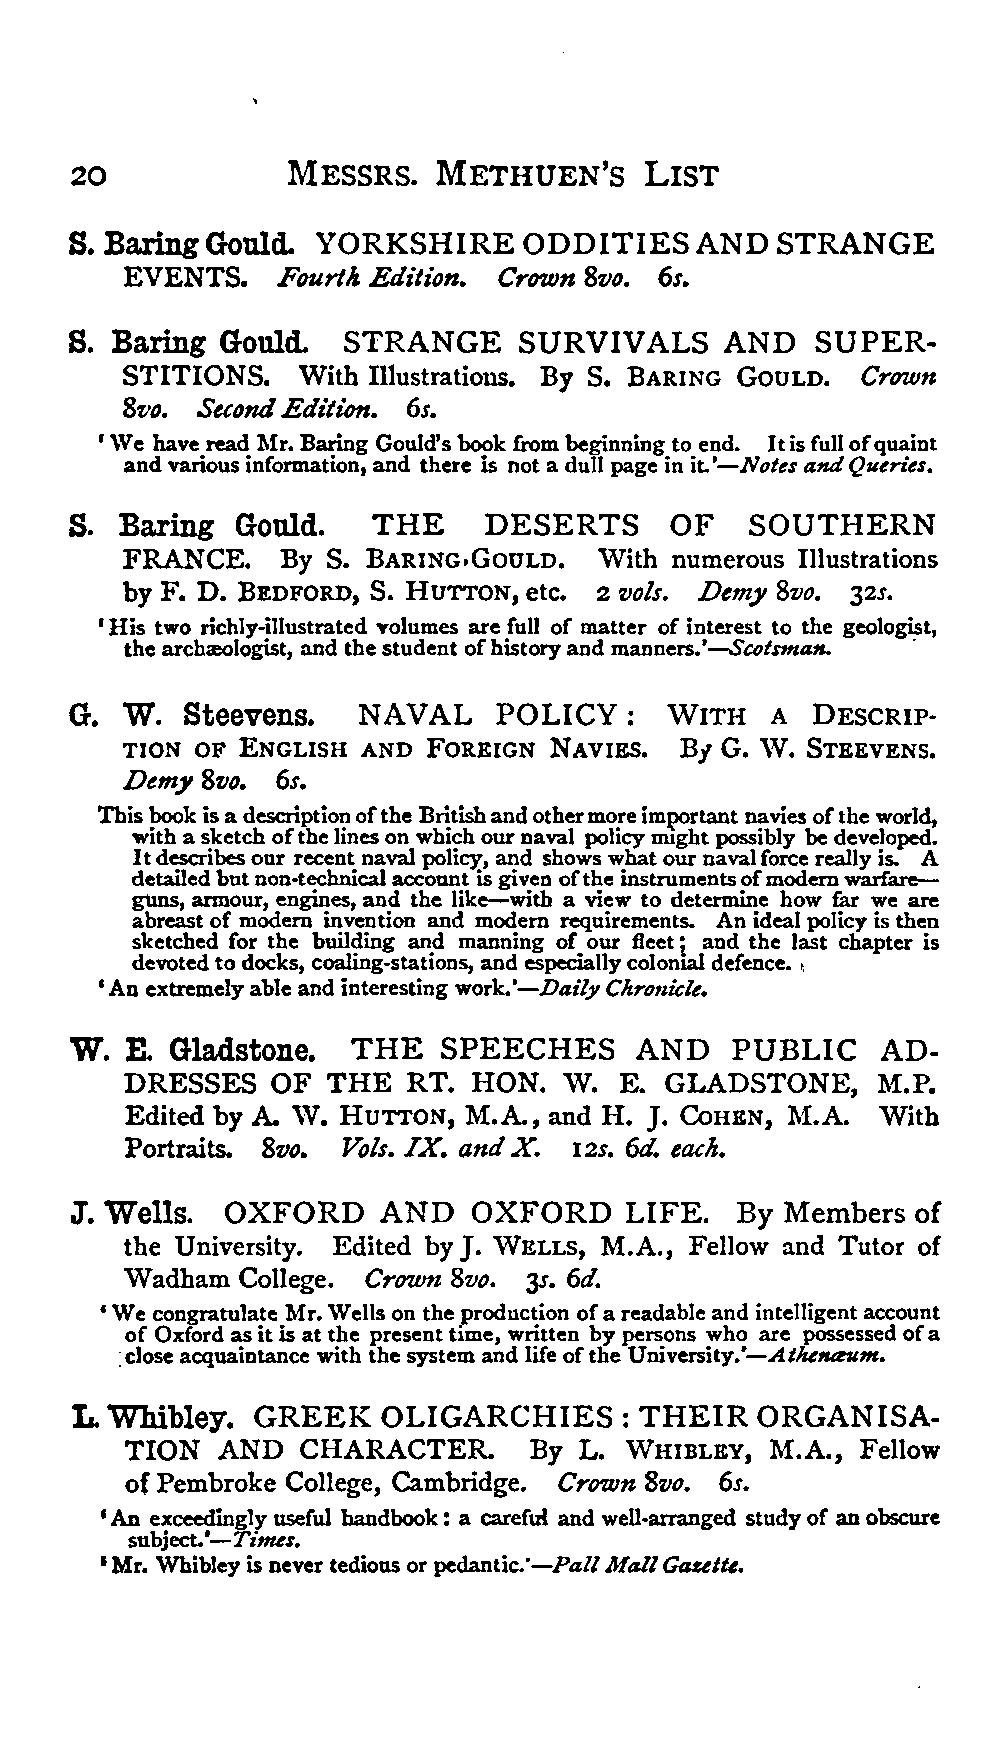 20 MESSRS. METHUEN'S LIST
S. Baring Gould. YORKSHIRE ODDITIES AND STRANGE
EVENTS. Fourth Edition. Crown 8vo. 6s.
S. Baring Gould. STRANGE SURVIVALS AND SUPER-
STITIONS. With Illustrations. By S. BARING GOULD. Crown
8vo. Second Edition. 6s.
'We have read Mr. Baring Gould's book from beginning to end. It is full of quaint
and various information, and there is not a dull page in it.'—Notes and Queries.
S. Baring Gould. THE DESERTS OF SOUTHERN
FRANCE. By S. BARING-GOULD. With numerous Illustrations
by F. D. BEDFORD, S. HUTTON, etc. 2 vols. Demy 8vo. 32s.
'His two richly-illustrated volumes are full of matter of interest to the geologist,
the archæologist, and the student of history and manners.'—Scotsman.
G. W. Steevens. NAVAL POLICY: WITH A DESCRIP-
TION OF ENGLISH AND FOREIGN NAVIES. By G. W. STEEVENS.
Demy 8vo. 6s.
This book is a description of the British and other more important navies of the world,
with a sketch of the lines on which our naval policy might possibly be developed.
It describes our recent naval policy, and shows what our naval force really is. A
detailed but non-technical account is given of the instruments of modern warfare—
guns, armour, engines, and the like—with a view to determine how far we are
abreast of modern invention and modern requirements. An ideal policy is then
sketched for the building and manning of our fleet; and the last chapter is
devoted to docks, coaling-stations, and especially colonial defence.
'An extremely able and interesting work.'—Daily Chronicle.
W. E. Gladstone. THE SPEECHES AND PUBLIC AD-
DRESSES OF THE RT. HON. W. E. GLADSTONE, M.P.
Edited by A. W. HUTTON, M.A., and H. J. COHEN, M.A. With
Portraits. 8vo. Vols. IX. and X. 12s. 6d. each.
J. Wells. OXFORD AND OXFORD LIFE. By Members of
the University. Edited by J. WELLS, M.A., Fellow and Tutor of
Wadham College. Crown 8vo. 3s. 6d.
'We congratulate Mr. Wells on the production of a readable and intelligent account
of Oxford as it is at the present time, written by persons who are possessed of a
close acquaintance with the system and life of the University.'—Athenæum.
L. Whibley. GREEK OLIGARCHIES: THEIR ORGANISA-
TION AND CHARACTER. By L. WHIBLEY, M.A., Fellow
of Pembroke College, Cambridge. Crown 8vo. 6s.
'An exceedingly useful handbook: a careful and well-arranged study of an obscure
subject.'—Times.
'Mr. Whibley is never tedious or pedantic.'—Pall Mall Gazette.